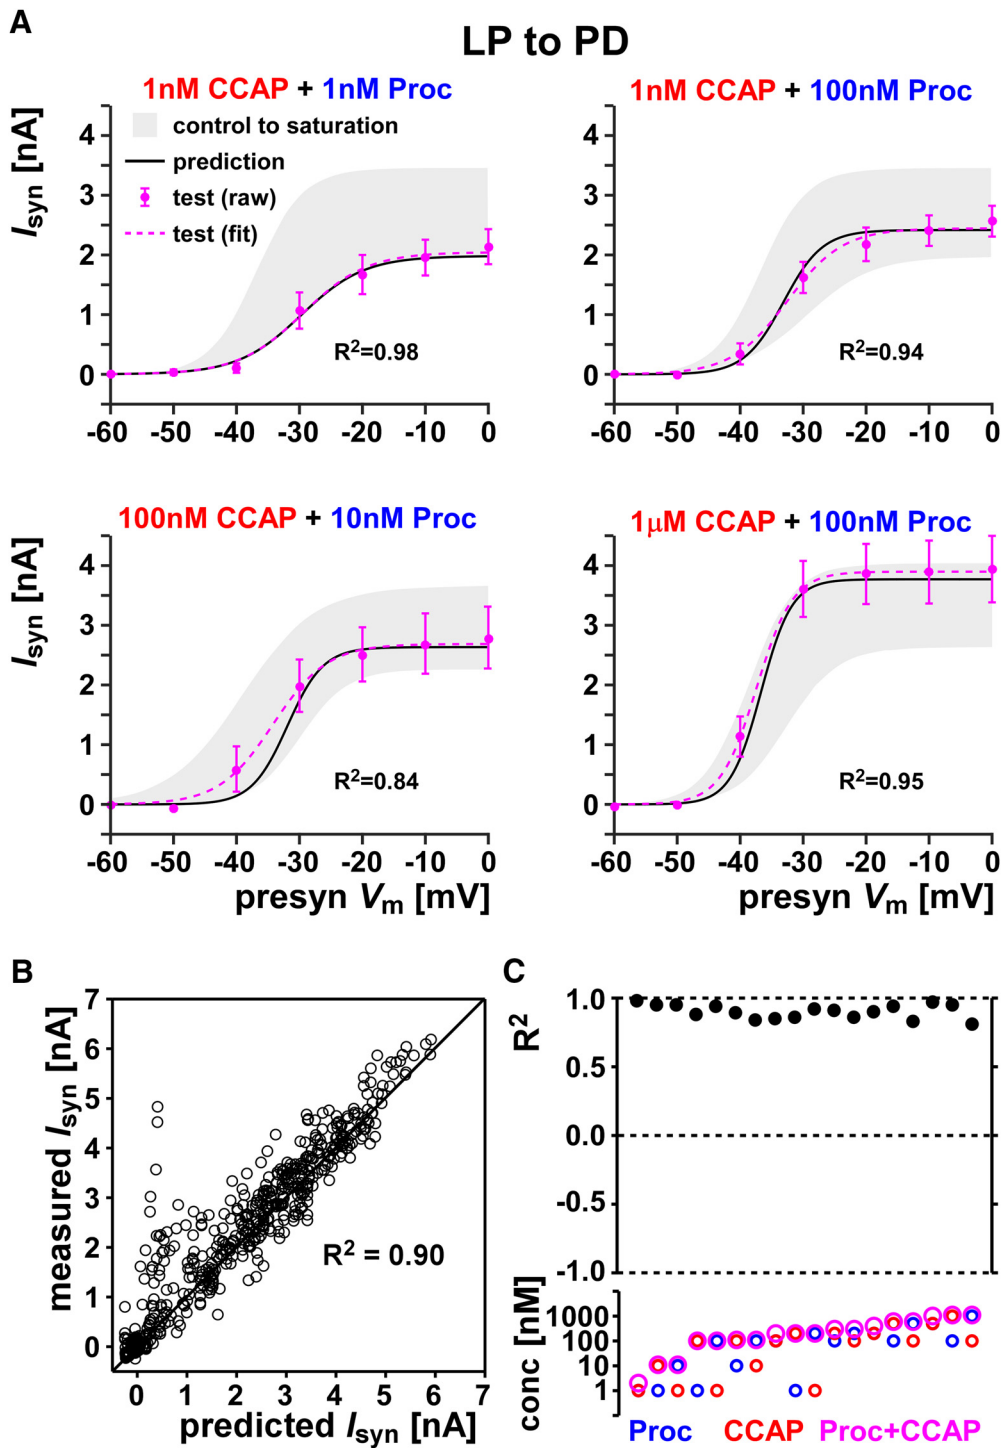 A
LP to PD
1nM CCAP + 1nM Proc
1nM CCAP + 100nM Proc
control to saturation
prediction
test (raw)
test (fit)
I_syn [nA]
4
3
2
1
0
R²=0.98
-60 -50 -40 -30 -20 -10 0
4
3
2
1
0
R²=0.94
-60 -50 -40 -30 -20 -10 0
100nM CCAP + 10nM Proc
1μM CCAP + 100nM Proc
I_syn [nA]
4
3
2
1
0
R²=0.84
-60 -50 -40 -30 -20 -10 0
presyn V_m [mV]
4
3
2
1
0
R²=0.95
-60 -50 -40 -30 -20 -10 0
presyn V_m [mV]
B
measured I_syn [nA]
7
6
5
4
3
2
1
0
R² = 0.90
0 1 2 3 4 5 6 7
predicted I_syn [nA]
C
R²
1.0
0.5
0.0
-0.5
-1.0
conc [nM]
1000
100
10
1
Proc CCAP Proc+CCAP